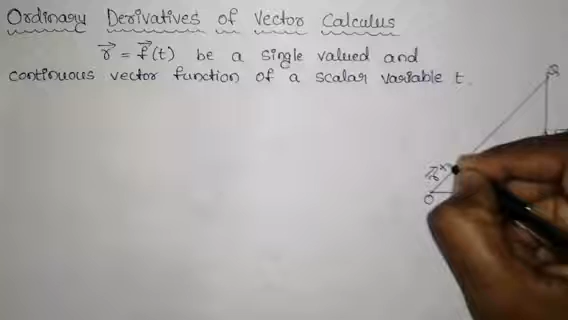 Ordinary Derivatives of Vector Calculus
r⃗ = f⃗(t) be a single valued and
continuous vector function of a scalar variable t.
O